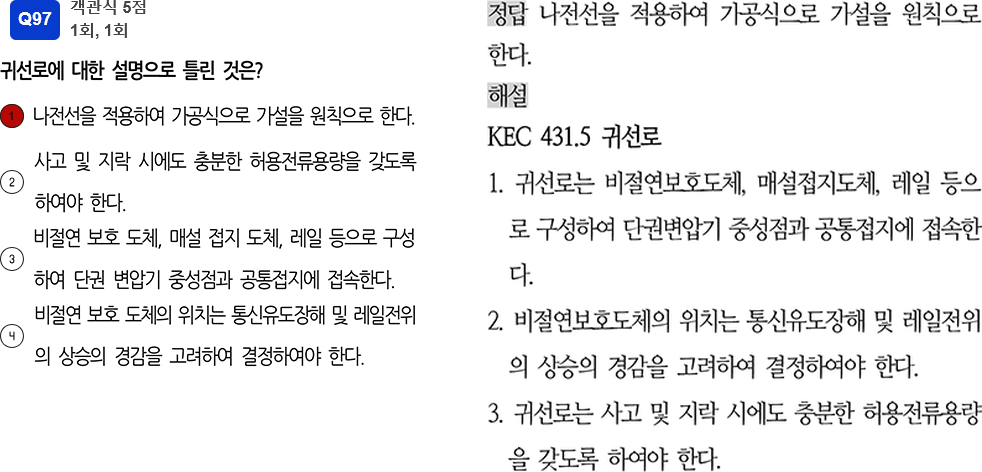 Q97
객관식 5점
1회, 1회
귀선로에 대한 설명으로 틀린 것은?
1 나전선을 적용하여 가공식으로 가설을 원칙으로 한다.
2 사고 및 지락 시에도 충분한 허용전류용량을 갖도록
하여야 한다.
3 비절연 보호 도체, 매설 접지 도체, 레일 등으로 구성
하여 단권 변압기 중성점과 공통접지에 접속한다.
4 비절연 보호 도체의 위치는 통신유도장해 및 레일전위
의 상승의 경감을 고려하여 결정하여야 한다.
정답 나전선을 적용하여 가공식으로 가설을 원칙으로
한다.
해설
KEC 431.5 귀선로
1. 귀선로는 비절연보호도체, 매설접지도체, 레일 등으
로 구성하여 단권변압기 중성점과 공통접지에 접속한
다.
2. 비절연보호도체의 위치는 통신유도장해 및 레일전위
의 상승의 경감을 고려하여 결정하여야 한다.
3. 귀선로는 사고 및 지락 시에도 충분한 허용전류용량
을 갖도록 하여야 한다.